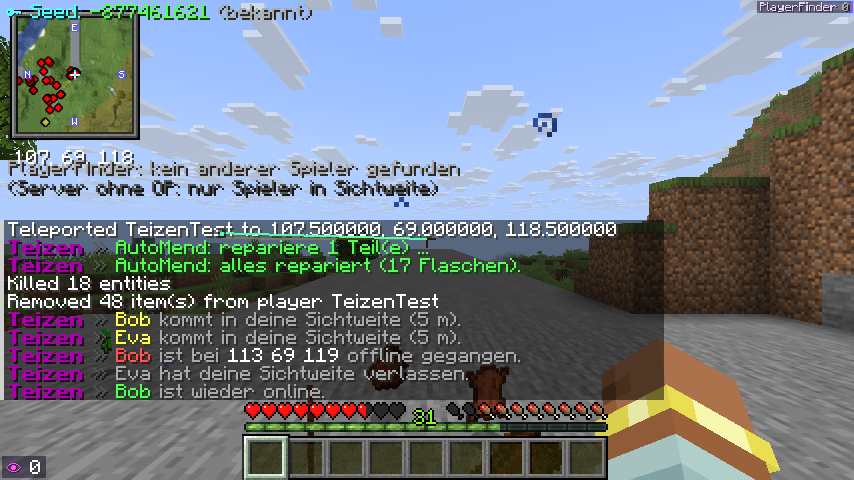 Seed: -877461621 (bekannt)
PlayerFinder 0
E
N
S
W
107 69 118
PlayerFinder: kein anderer Spieler gefunden
(Server ohne OP: nur Spieler in Sichtweite)
Teleported TeizenTest to 107.500000, 69.000000, 118.500000
Teizen » AutoMend: repariere 1 Teil(e) ...
Teizen » AutoMend: alles repariert (17 Flaschen).
Killed 18 entities
Removed 48 item(s) from player TeizenTest
Teizen » Bob kommt in deine Sichtweite (5 m).
Teizen » Eva kommt in deine Sichtweite (5 m).
Teizen » Bob ist bei 113 69 119 offline gegangen.
Teizen » Eva hat deine Sichtweite verlassen.
Teizen » Bob ist wieder online.
31
0